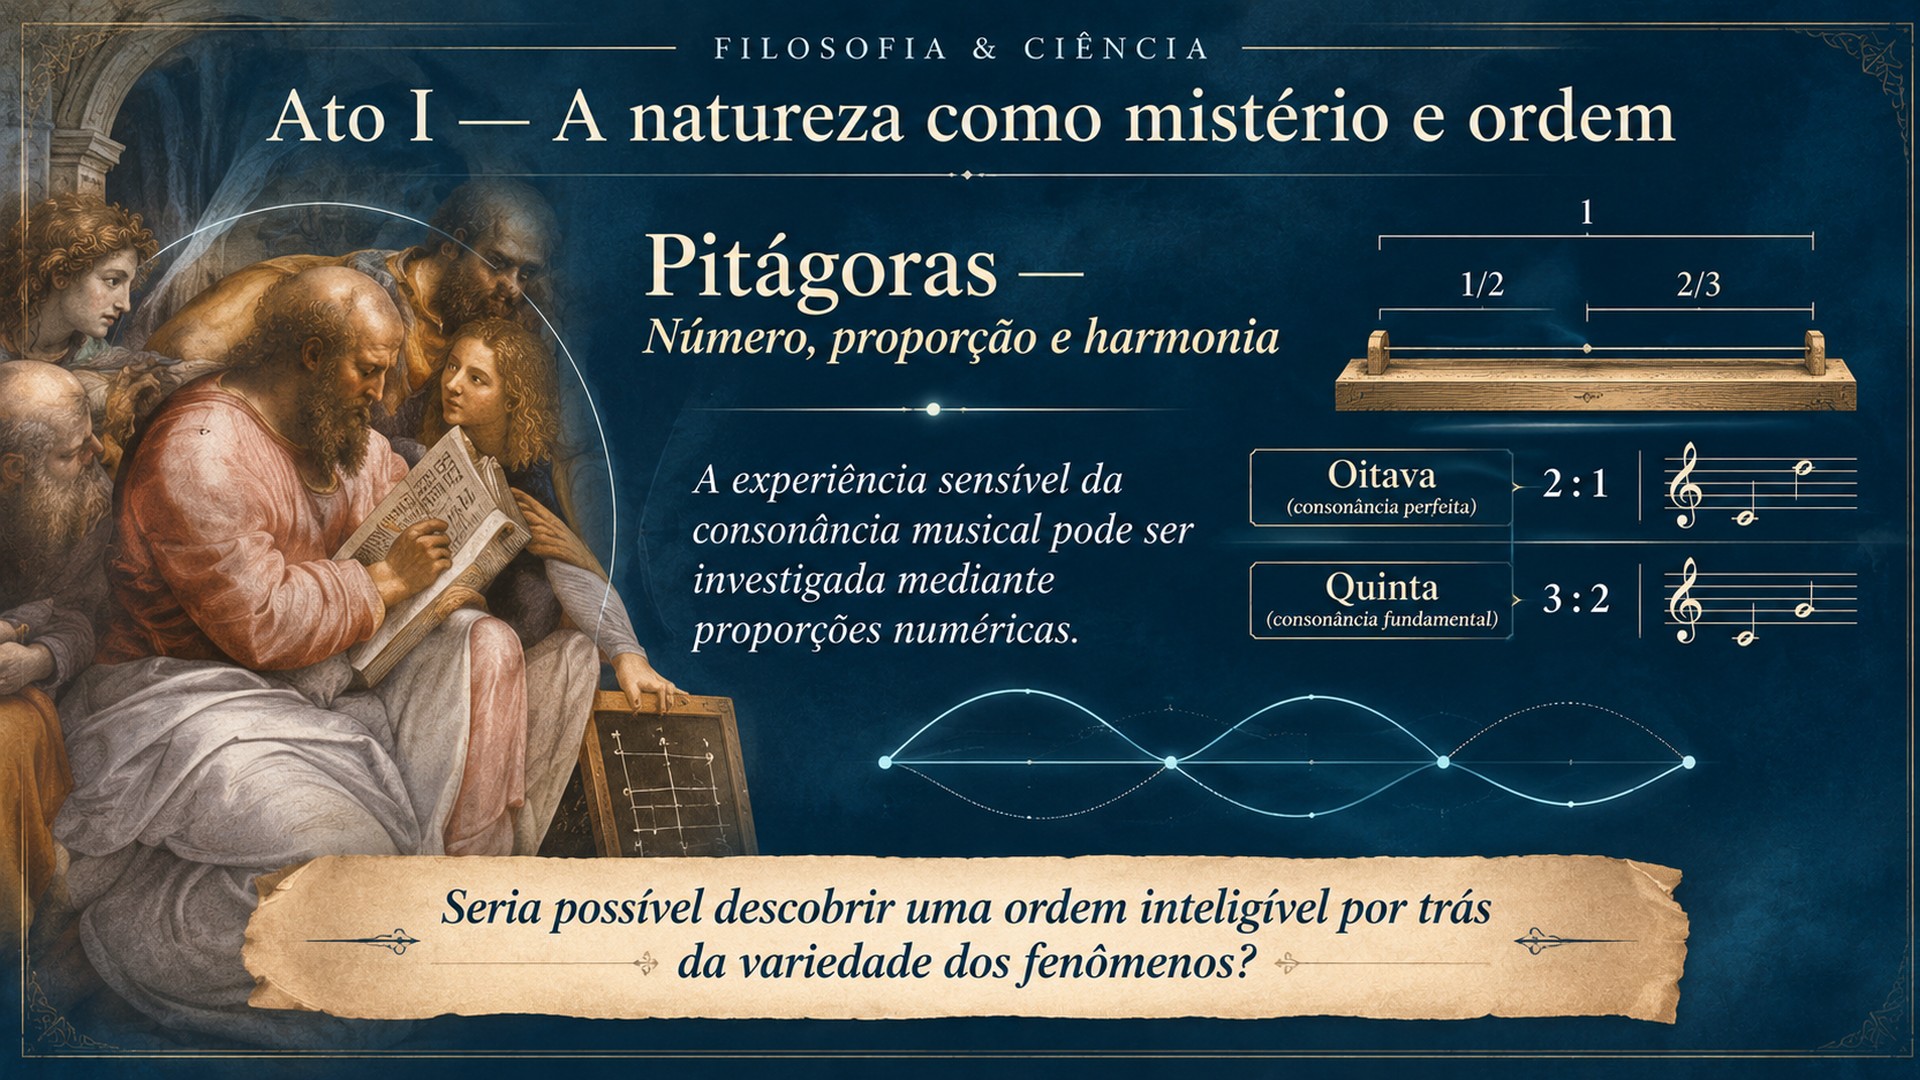 FILOSOFIA & CIÊNCIA
Ato I — A natureza como mistério e ordem
Pitágoras —
Número, proporção e harmonia
A experiência sensível da
consonância musical pode ser
investigada mediante
proporções numéricas.
1
1/2
2/3
Oitava
(consonância perfeita)
2 : 1
Quinta
(consonância fundamental)
3 : 2
Seria possível descobrir uma ordem inteligível por trás
da variedade dos fenômenos?